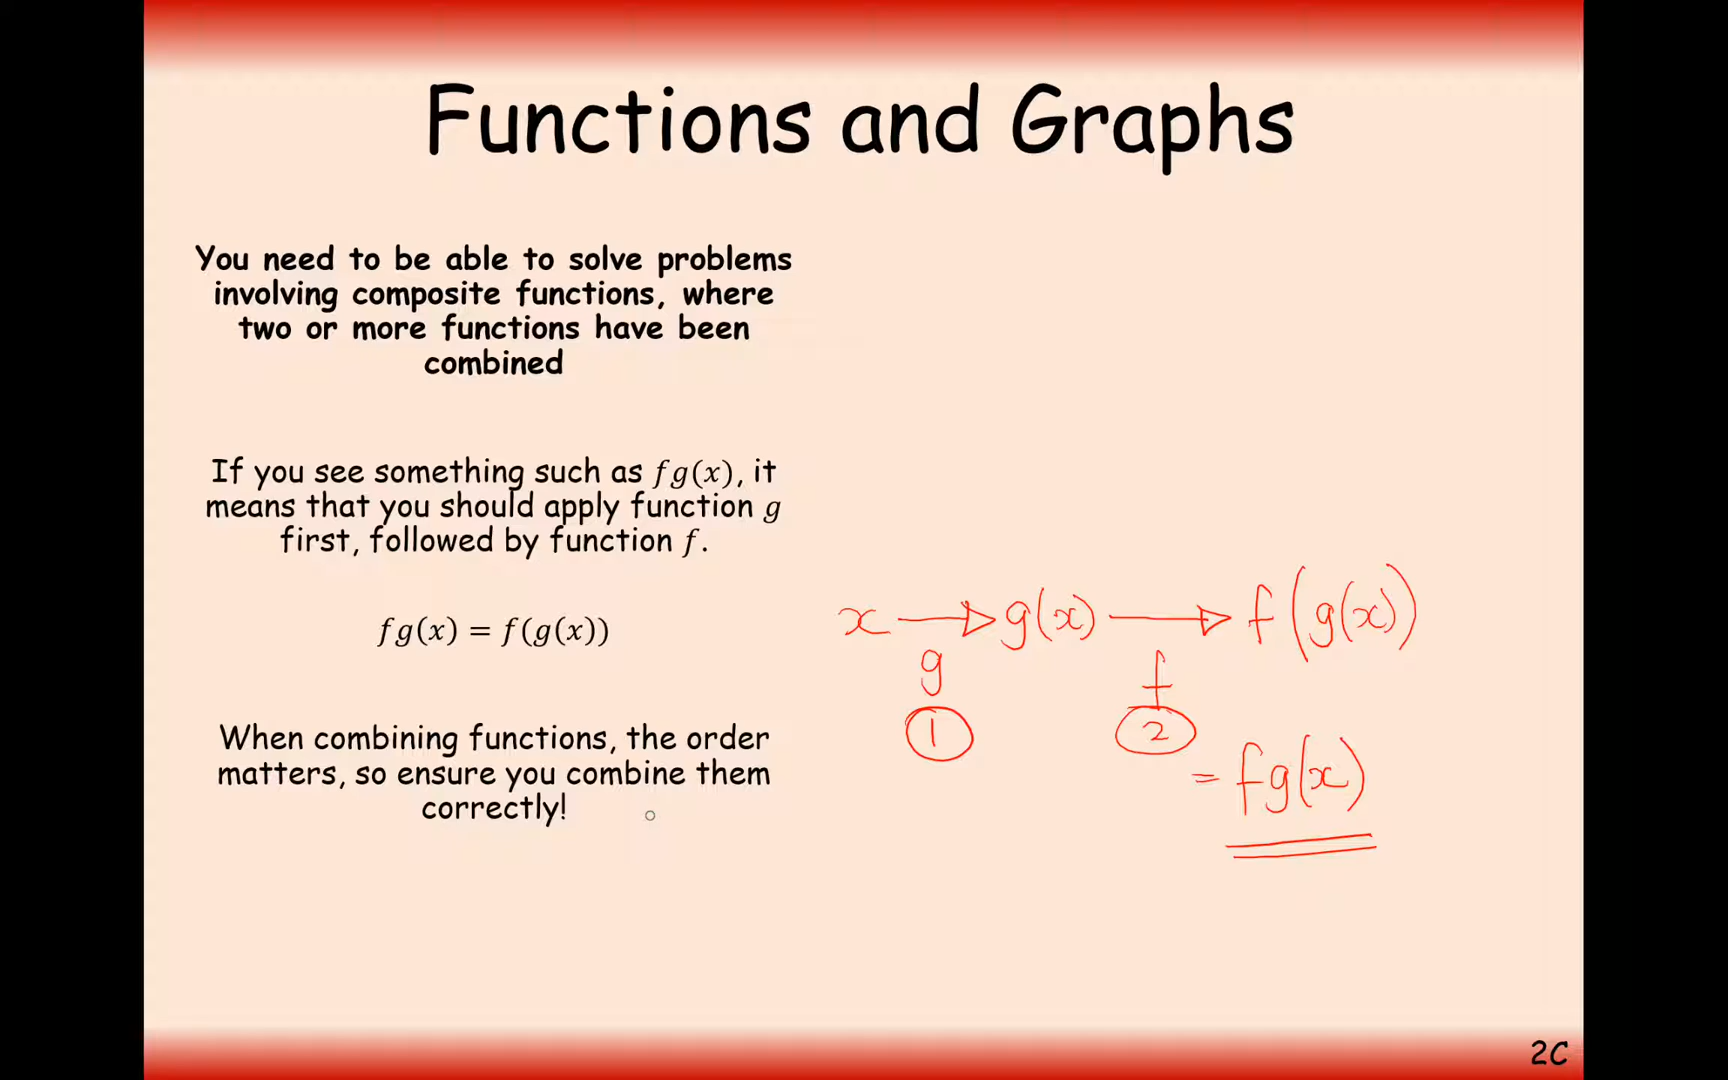 Functions and Graphs
You need to be able to solve problems
involving composite functions, where
two or more functions have been
combined
If you see something such as fg(x), it
means that you should apply function g
first, followed by function f.
fg(x) = f(g(x))
When combining functions, the order
matters, so ensure you combine them
correctly!
x → g(x) → f(g(x))
g f
1 2
= fg(x)
2C